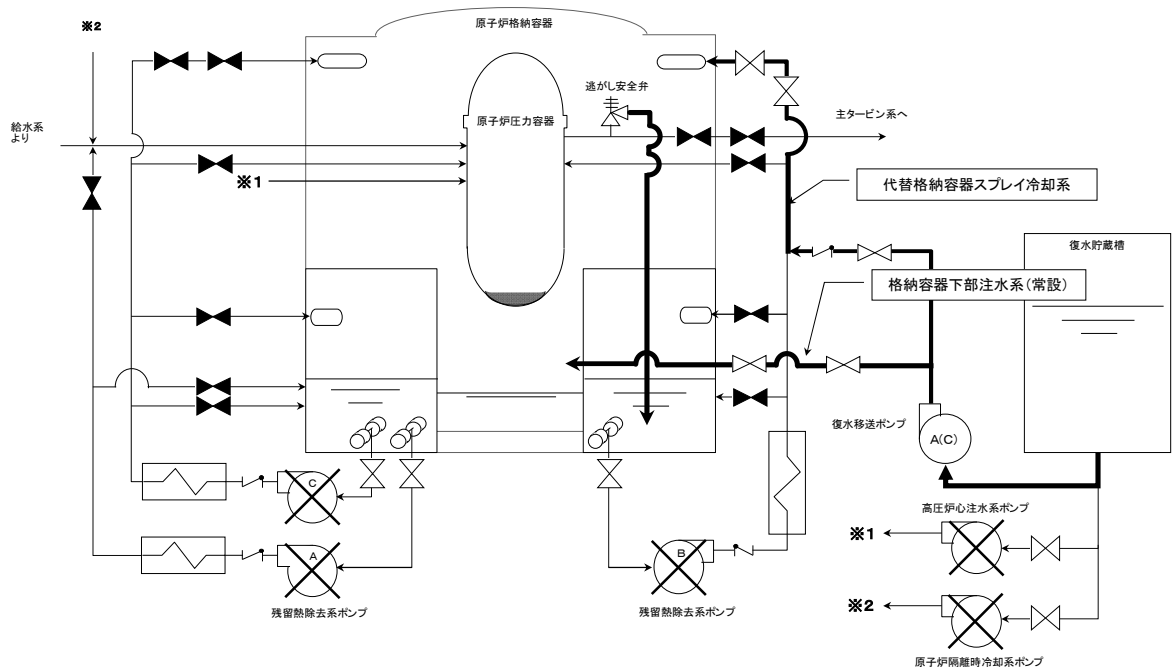 ※2
原子炉格納容器
逃がし安全弁
給水系
より
原子炉圧力容器
主タービン系へ
※1
代替格納容器スプレイ冷却系
復水貯蔵槽
格納容器下部注水系(常設)
復水移送ポンプ
A(C)
C
高圧炉心注水系ポンプ
※1
A
B
残留熱除去系ポンプ
残留熱除去系ポンプ
※2
原子炉隔離時冷却系ポンプ